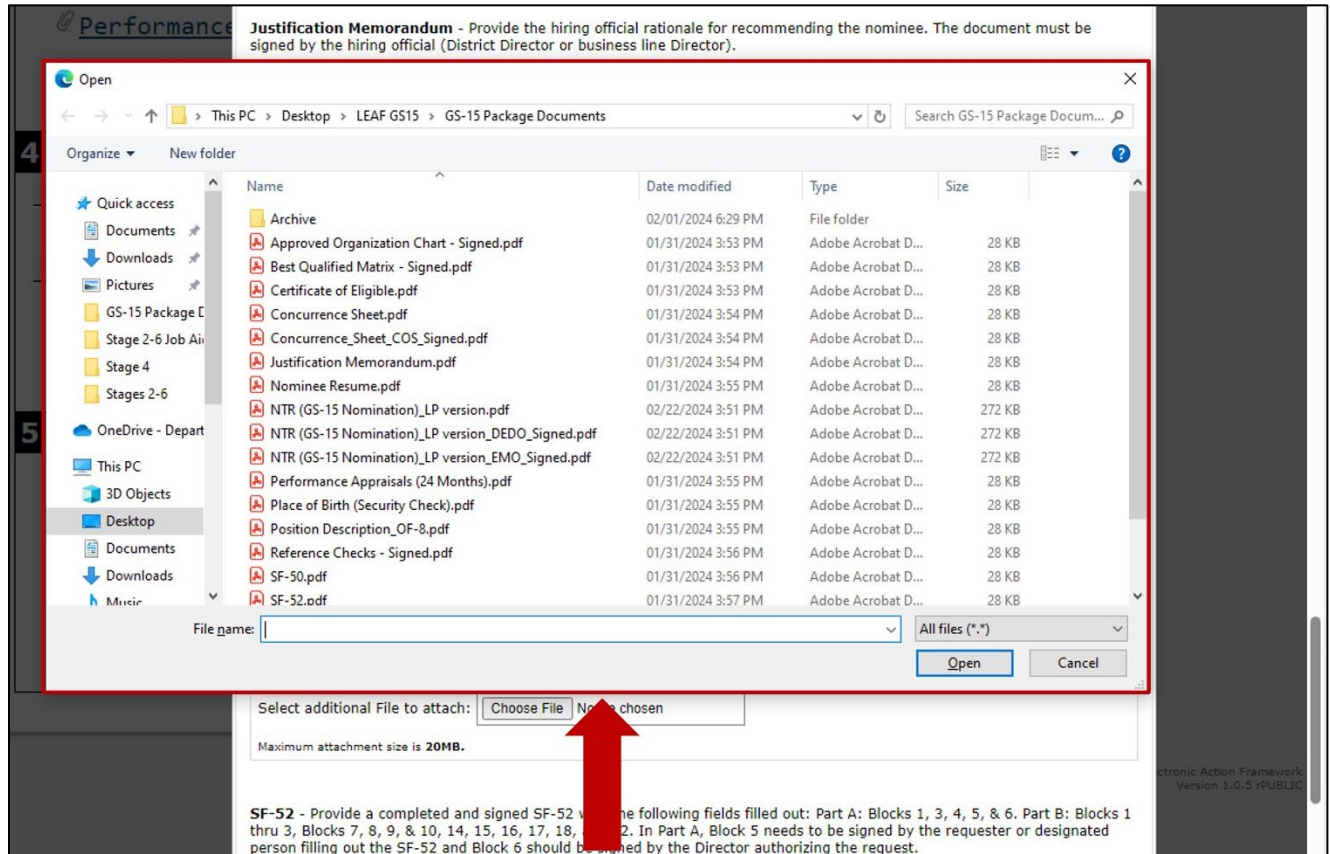 Performance
Justification Memorandum - Provide the hiring official rationale for recommending the nominee. The document must be
signed by the hiring official (District Director or business line Director).
Open
This PC > Desktop > LEAF GS15 > GS-15 Package Documents
Search GS-15 Package Docum...
4
Organize
New folder
Name Date modified Type Size
Quick access
Documents
Downloads
Pictures
GS-15 Package D
Stage 2-6 Job Ai
Stage 4
Stages 2-6
OneDrive - Depart
This PC
3D Objects
Desktop
Documents
Downloads
Music
5
Archive 02/01/2024 6:29 PM File folder
Approved Organization Chart - Signed.pdf 01/31/2024 3:53 PM Adobe Acrobat D... 28 KB
Best Qualified Matrix - Signed.pdf 01/31/2024 3:53 PM Adobe Acrobat D... 28 KB
Certificate of Eligible.pdf 01/31/2024 3:53 PM Adobe Acrobat D... 28 KB
Concurrence Sheet.pdf 01/31/2024 3:54 PM Adobe Acrobat D... 28 KB
Concurrence_Sheet_COS_Signed.pdf 01/31/2024 3:54 PM Adobe Acrobat D... 28 KB
Justification Memorandum.pdf 01/31/2024 3:54 PM Adobe Acrobat D... 28 KB
Nominee Resume.pdf 01/31/2024 3:55 PM Adobe Acrobat D... 28 KB
NTR (GS-15 Nomination)_LP version.pdf 02/22/2024 3:51 PM Adobe Acrobat D... 272 KB
NTR (GS-15 Nomination)_LP version_DEDO_Signed.pdf 02/22/2024 3:51 PM Adobe Acrobat D... 272 KB
NTR (GS-15 Nomination)_LP version_EMO_Signed.pdf 02/22/2024 3:51 PM Adobe Acrobat D... 272 KB
Performance Appraisals (24 Months).pdf 01/31/2024 3:55 PM Adobe Acrobat D... 28 KB
Place of Birth (Security Check).pdf 01/31/2024 3:55 PM Adobe Acrobat D... 28 KB
Position Description_OF-8.pdf 01/31/2024 3:55 PM Adobe Acrobat D... 28 KB
Reference Checks - Signed.pdf 01/31/2024 3:56 PM Adobe Acrobat D... 28 KB
SF-50.pdf 01/31/2024 3:56 PM Adobe Acrobat D... 28 KB
SF-52.pdf 01/31/2024 3:57 PM Adobe Acrobat D... 28 KB
File name:
All files (*.*)
Open
Cancel
Select additional File to attach: Choose File chosen
Maximum attachment size is 20MB.
ctronic Action Framework
Version 1.0.5 rPUBLIC
SF-52 - Provide a completed and signed SF-52 following fields filled out: Part A: Blocks 1, 3, 4, 5, & 6. Part B: Blocks 1
thru 3, Blocks 7, 8, 9, & 10, 14, 15, 16, 17, 18, 2. In Part A, Block 5 needs to be signed by the requester or designated
person filling out the SF-52 and Block 6 should signed by the Director authorizing the request.